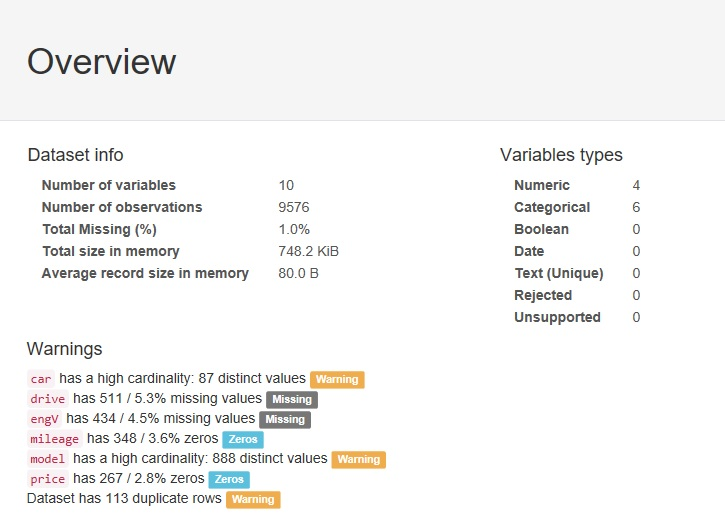 Overview
Dataset info
Number of variables 10
Number of observations 9576
Total Missing (%) 1.0%
Total size in memory 748.2 KiB
Average record size in memory 80.0 B
Variables types
Numeric 4
Categorical 6
Boolean 0
Date 0
Text (Unique) 0
Rejected 0
Unsupported 0
Warnings
car has a high cardinality: 87 distinct values Warning
drive has 511 / 5.3% missing values Missing
engV has 434 / 4.5% missing values Missing
mileage has 348 / 3.6% zeros Zeros
model has a high cardinality: 888 distinct values Warning
price has 267 / 2.8% zeros Zeros
Dataset has 113 duplicate rows Warning